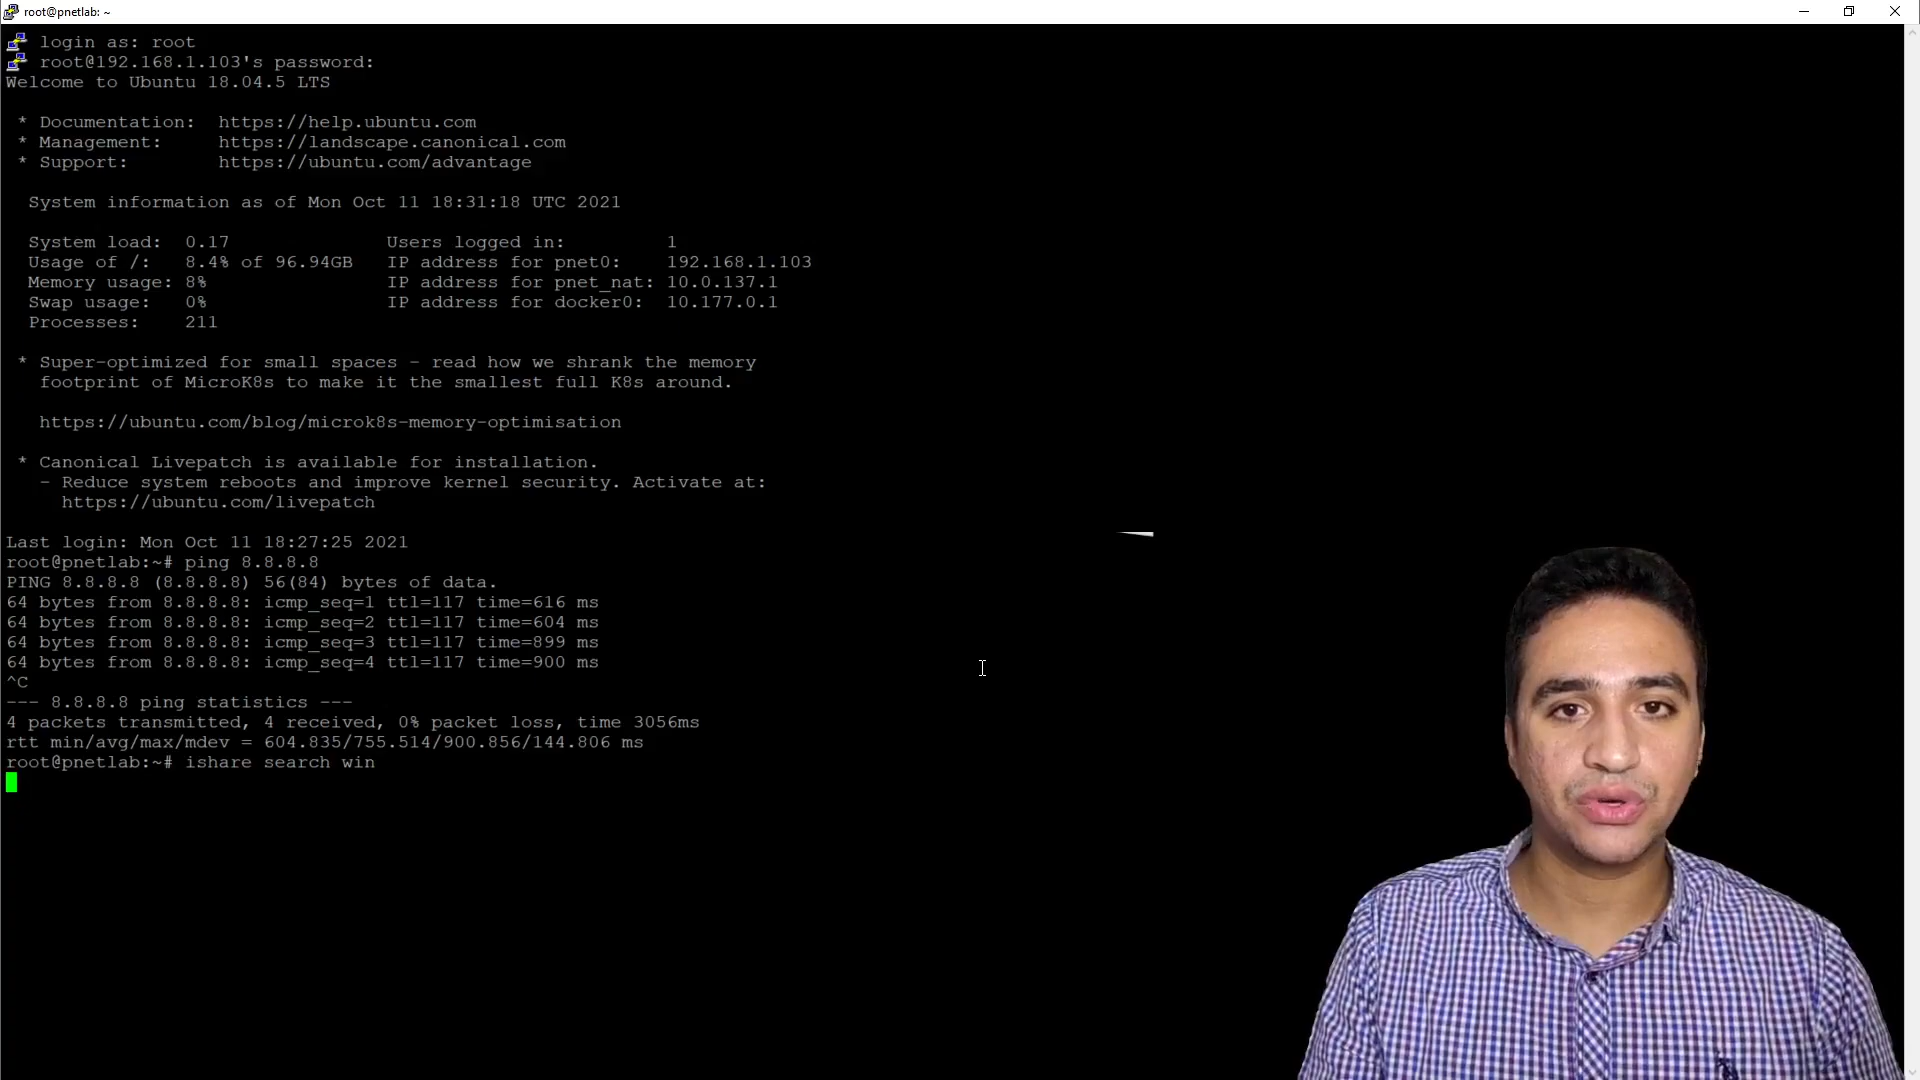 root@pnetlab: ~
login as: root
root@192.168.1.103's password:
Welcome to Ubuntu 18.04.5 LTS
* Documentation: https://help.ubuntu.com
* Management: https://landscape.canonical.com
* Support: https://ubuntu.com/advantage
System information as of Mon Oct 11 18:31:18 UTC 2021
System load: 0.17 Users logged in: 1
Usage of /: 8.4% of 96.94GB IP address for pnet0: 192.168.1.103
Memory usage: 8% IP address for pnet_nat: 10.0.137.1
Swap usage: 0% IP address for docker0: 10.177.0.1
Processes: 211
* Super-optimized for small spaces - read how we shrank the memory
footprint of MicroK8s to make it the smallest full K8s around.
https://ubuntu.com/blog/microk8s-memory-optimisation
* Canonical Livepatch is available for installation.
- Reduce system reboots and improve kernel security. Activate at:
https://ubuntu.com/livepatch
Last login: Mon Oct 11 18:27:25 2021
root@pnetlab:~# ping 8.8.8.8
PING 8.8.8.8 (8.8.8.8) 56(84) bytes of data.
64 bytes from 8.8.8.8: icmp_seq=1 ttl=117 time=616 ms
64 bytes from 8.8.8.8: icmp_seq=2 ttl=117 time=604 ms
64 bytes from 8.8.8.8: icmp_seq=3 ttl=117 time=899 ms
64 bytes from 8.8.8.8: icmp_seq=4 ttl=117 time=900 ms
^C
--- 8.8.8.8 ping statistics ---
4 packets transmitted, 4 received, 0% packet loss, time 3056ms
rtt min/avg/max/mdev = 604.835/755.514/900.856/144.806 ms
root@pnetlab:~# ishare search win